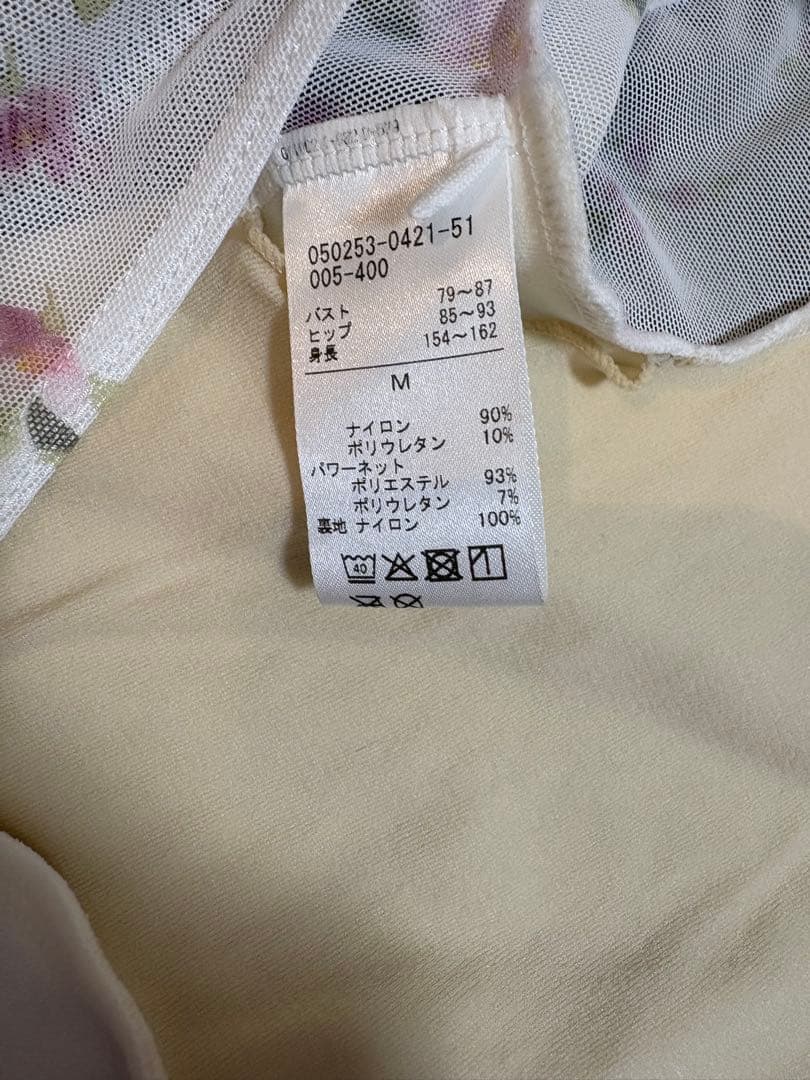 050253-0421-51
005-400
バスト 79〜87
ヒップ 85〜93
身長 154〜162
M
ナイロン 90%
ポリウレタン 10%
パワーネット
ポリエステル 93%
ポリウレタン 7%
裏地 ナイロン 100%
40